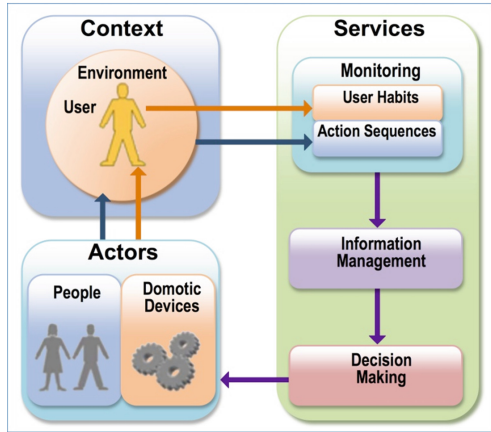 Context
Environment
User
Services
Monitoring
User Habits
Action Sequences
Information
Management
Decision
Making
Actors
People
Domotic
Devices